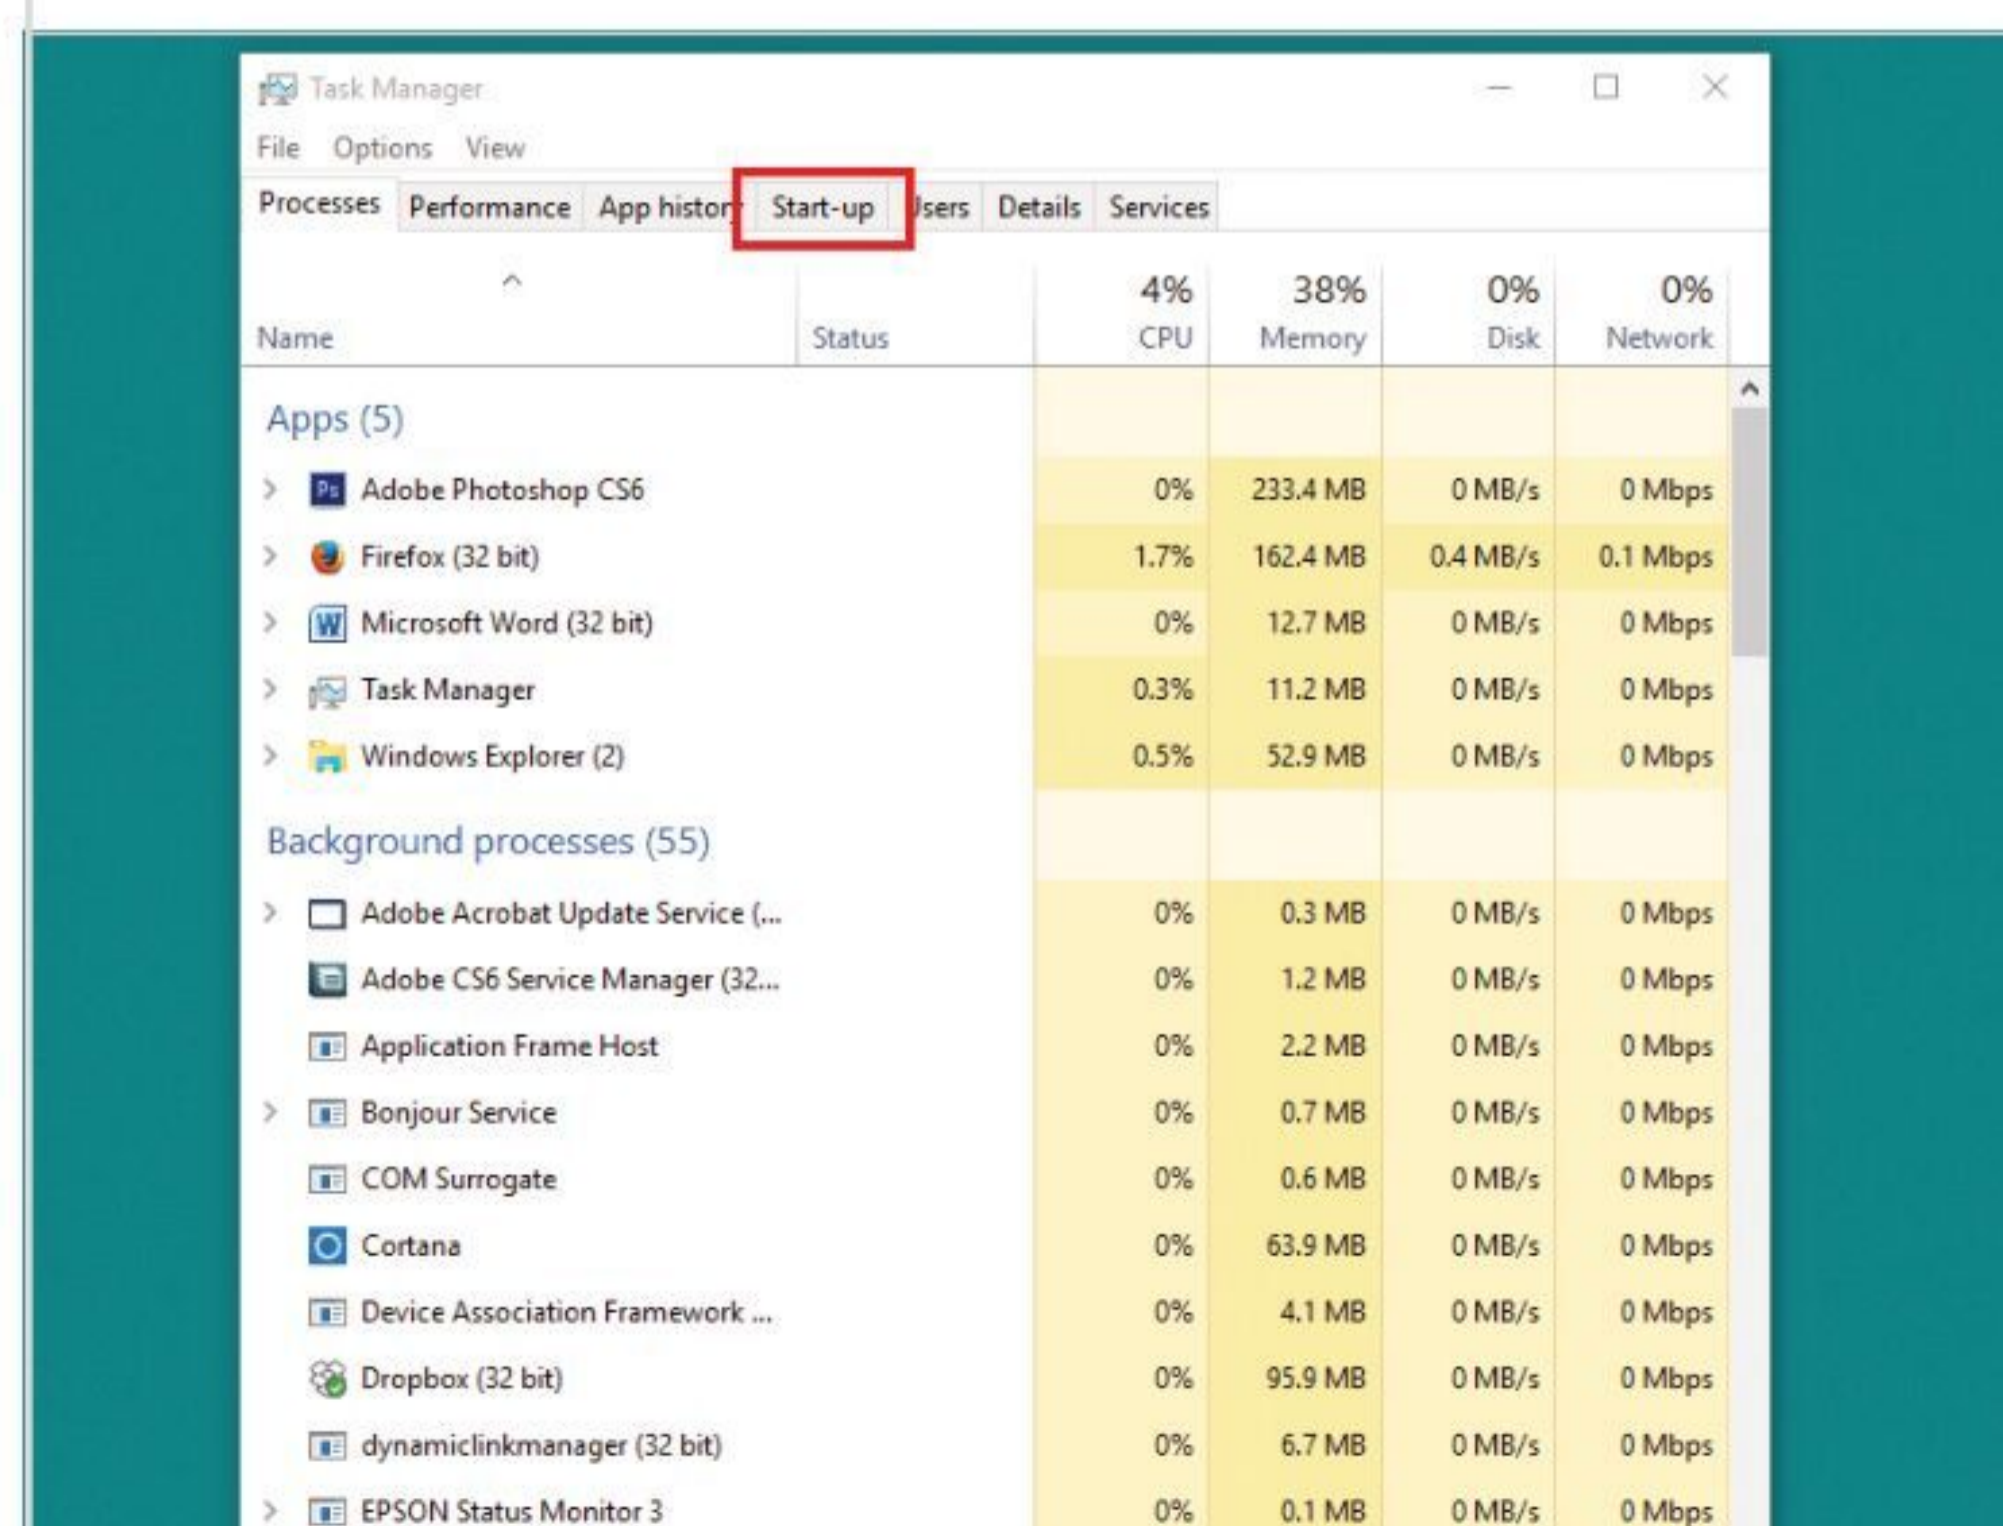 Task Manager
File Options View
Processes Performance App history Start-up Users Details Services
4% 38% 0% 0%
Name Status CPU Memory Disk Network
Apps (5)
Ps Adobe Photoshop CS6 0% 233.4 MB 0 MB/s 0 Mbps
Firefox (32 bit) 1.7% 162.4 MB 0.4 MB/s 0.1 Mbps
W Microsoft Word (32 bit) 0% 12.7 MB 0 MB/s 0 Mbps
Task Manager 0.3% 11.2 MB 0 MB/s 0 Mbps
Windows Explorer (2) 0.5% 52.9 MB 0 MB/s 0 Mbps
Background processes (55)
Adobe Acrobat Update Service (... 0% 0.3 MB 0 MB/s 0 Mbps
Adobe CS6 Service Manager (32... 0% 1.2 MB 0 MB/s 0 Mbps
Application Frame Host 0% 2.2 MB 0 MB/s 0 Mbps
Bonjour Service 0% 0.7 MB 0 MB/s 0 Mbps
COM Surrogate 0% 0.6 MB 0 MB/s 0 Mbps
Cortana 0% 63.9 MB 0 MB/s 0 Mbps
Device Association Framework ... 0% 4.1 MB 0 MB/s 0 Mbps
Dropbox (32 bit) 0% 95.9 MB 0 MB/s 0 Mbps
dynamiclinkmanager (32 bit) 0% 6.7 MB 0 MB/s 0 Mbps
EPSON Status Monitor 3 0% 0.1 MB 0 MB/s 0 Mbps